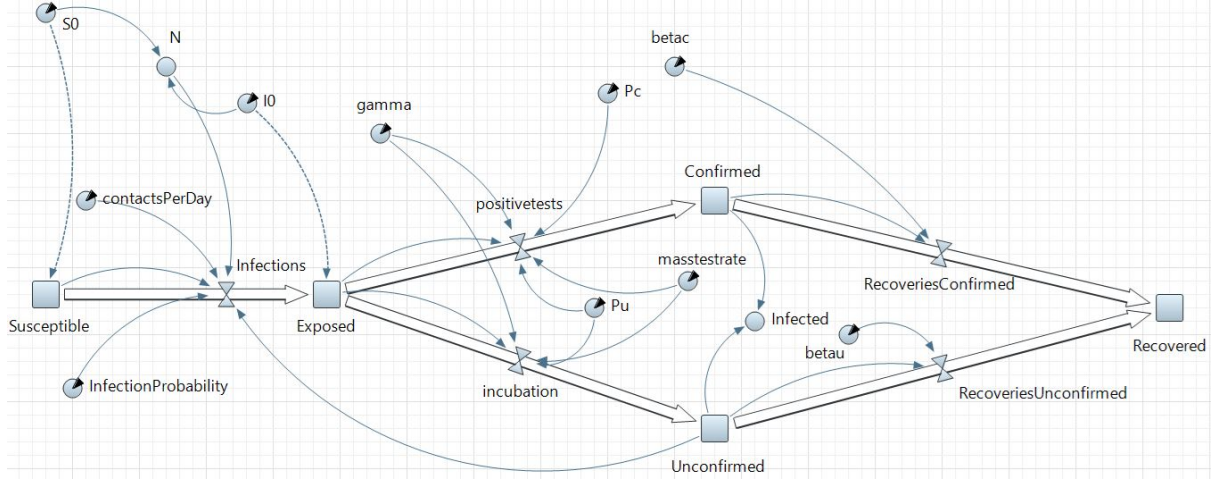 S0
N
betac
I0
gamma
Pc
contactsPerDay
Confirmed
positivetests
Infections
masstestrate
RecoveriesConfirmed
Susceptible
Exposed
Pu
Infected
betau
Recovered
InfectionProbability
incubation
RecoveriesUnconfirmed
Unconfirmed